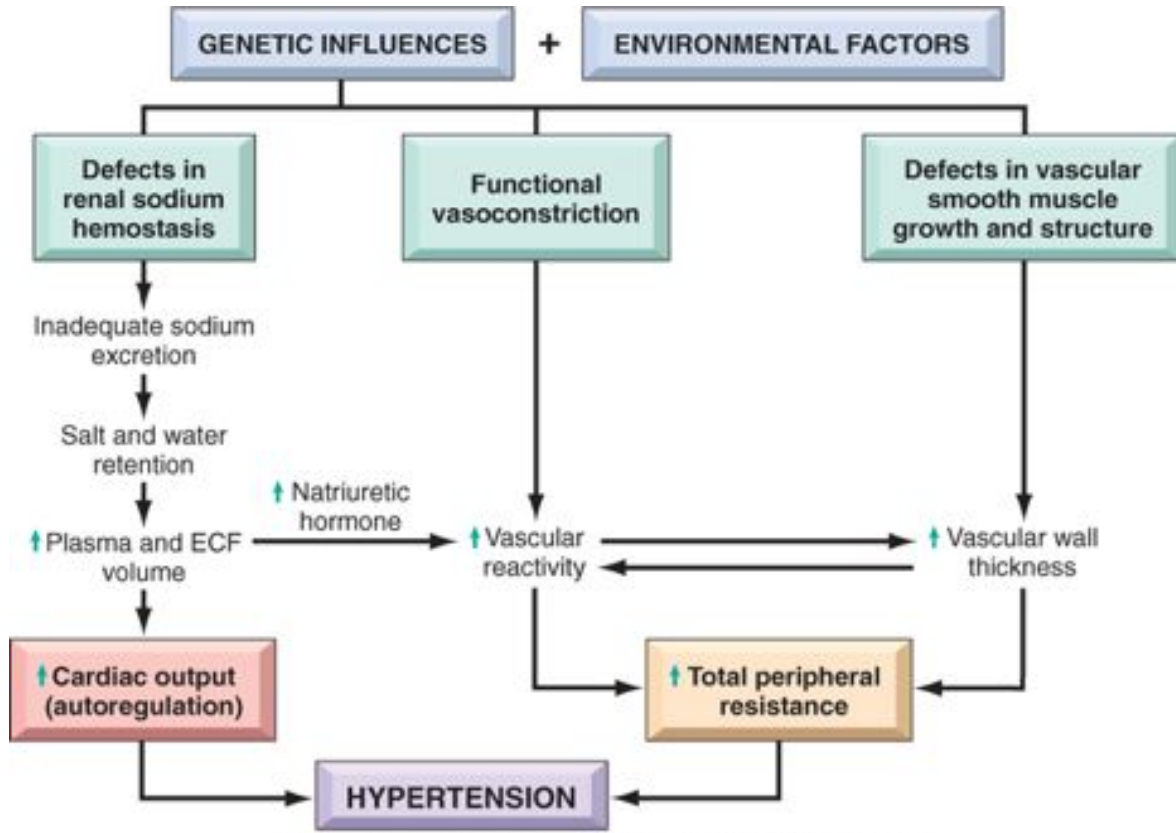 GENETIC INFLUENCES + ENVIRONMENTAL FACTORS
Defects in
renal sodium
hemostasis
Functional
vasoconstriction
Defects in vascular
smooth muscle
growth and structure
Inadequate sodium
excretion
Salt and water
retention
↑ Natriuretic
hormone
↑ Plasma and ECF
volume
↑ Vascular
reactivity
↑ Vascular wall
thickness
↑ Cardiac output
(autoregulation)
↑ Total peripheral
resistance
HYPERTENSION